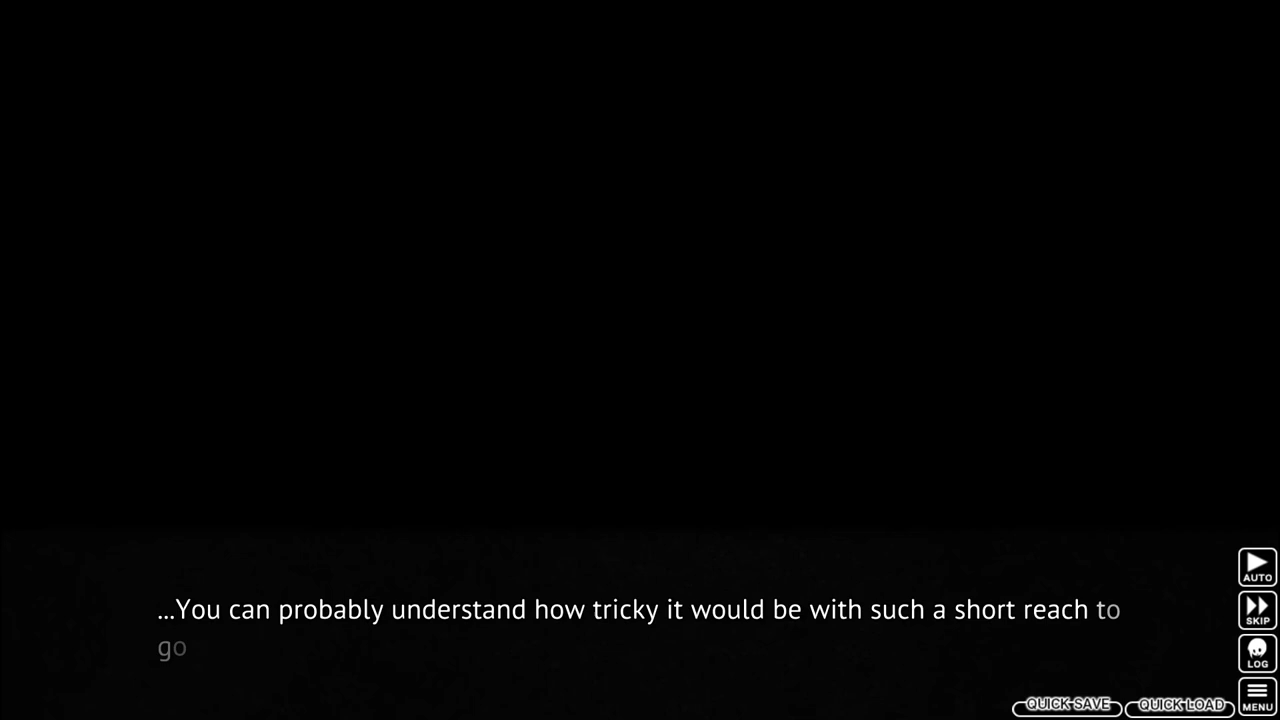 ...You can probably understand how tricky it would be with such a short reach to
go
AUTO
SKIP
LOG
MENU
QUICK SAVE QUICK LOAD